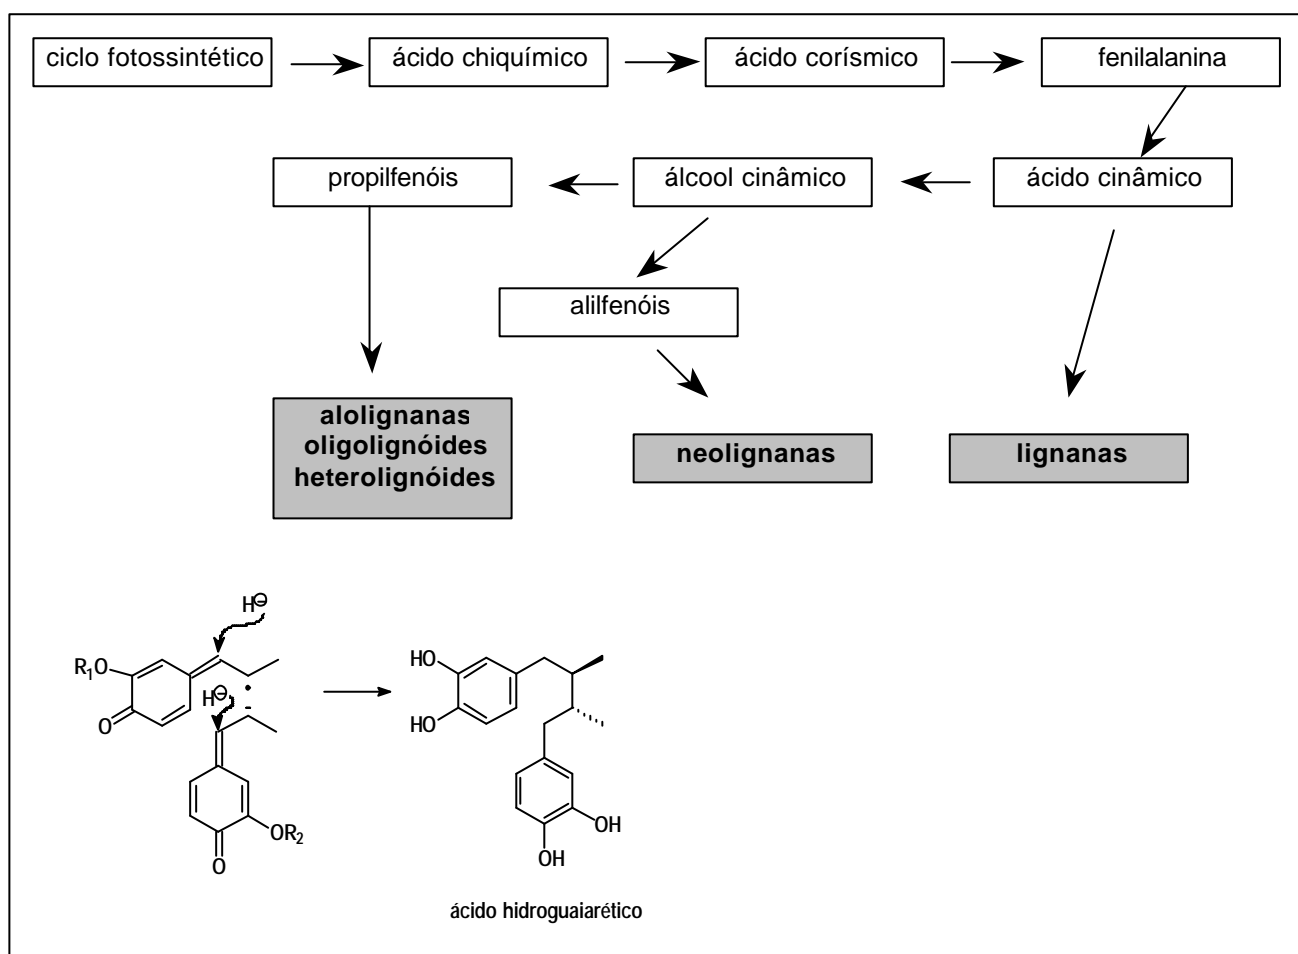 ciclo fotossintético
ácido chiquímico
ácido corísmico
fenilalanina
propilfenóis
álcool cinâmico
ácido cinâmico
alilfenóis
alolignanas
oligolignóides
heterolignóides
neolignanas
lignanas
H⊖
R₁O
O
H⊖
OR₂
O
HO
HO
OH
OH
ácido hidroguaiarético